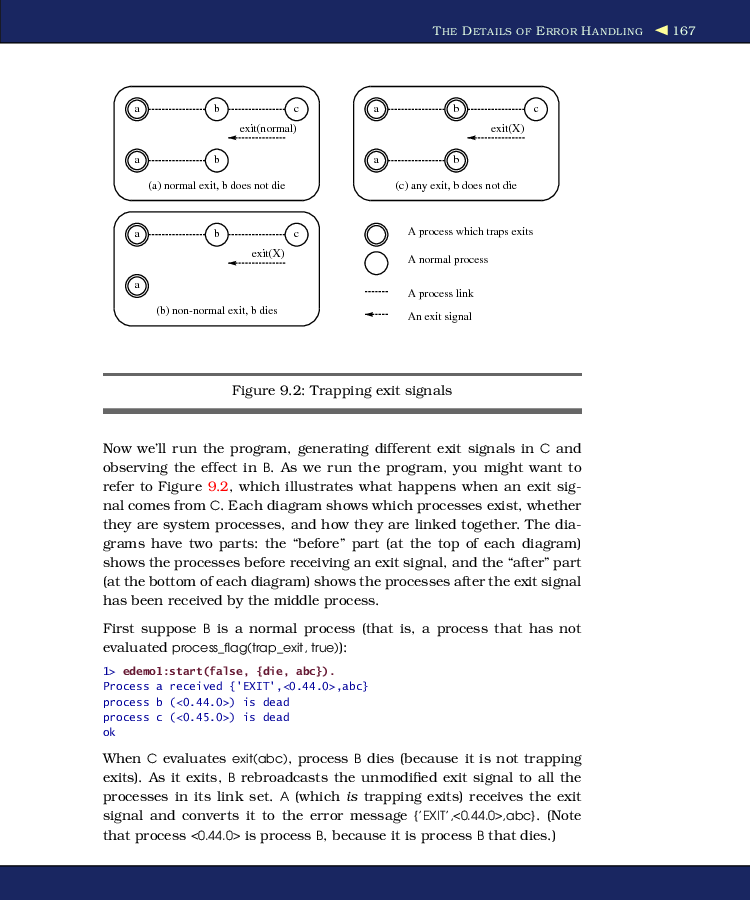 THE DETAILS OF ERROR HANDLING ◀ 167
a b c
exit(normal)
a b
(a) normal exit, b does not die
a b c
exit(X)
a b
(c) any exit, b does not die
a b c
exit(X)
a
(b) non-normal exit, b dies
A process which traps exits
A normal process
A process link
An exit signal
Figure 9.2: Trapping exit signals
Now we’ll run the program, generating different exit signals in C and
observing the effect in B. As we run the program, you might want to
refer to Figure 9.2, which illustrates what happens when an exit sig-
nal comes from C. Each diagram shows which processes exist, whether
they are system processes, and how they are linked together. The dia-
grams have two parts: the “before” part (at the top of each diagram)
shows the processes before receiving an exit signal, and the “after” part
(at the bottom of each diagram) shows the processes after the exit signal
has been received by the middle process.
First suppose B is a normal process (that is, a process that has not
evaluated process_flag(trap_exit, true)):
1> edemo1:start(false, {die, abc}).
Process a received {'EXIT',<0.44.0>,abc}
process b (<0.44.0>) is dead
process c (<0.45.0>) is dead
ok
When C evaluates exit(abc), process B dies (because it is not trapping
exits). As it exits, B rebroadcasts the unmodified exit signal to all the
processes in its link set. A (which is trapping exits) receives the exit
signal and converts it to the error message {'EXIT',<0.44.0>,abc}. (Note
that process <0.44.0> is process B, because it is process B that dies.)